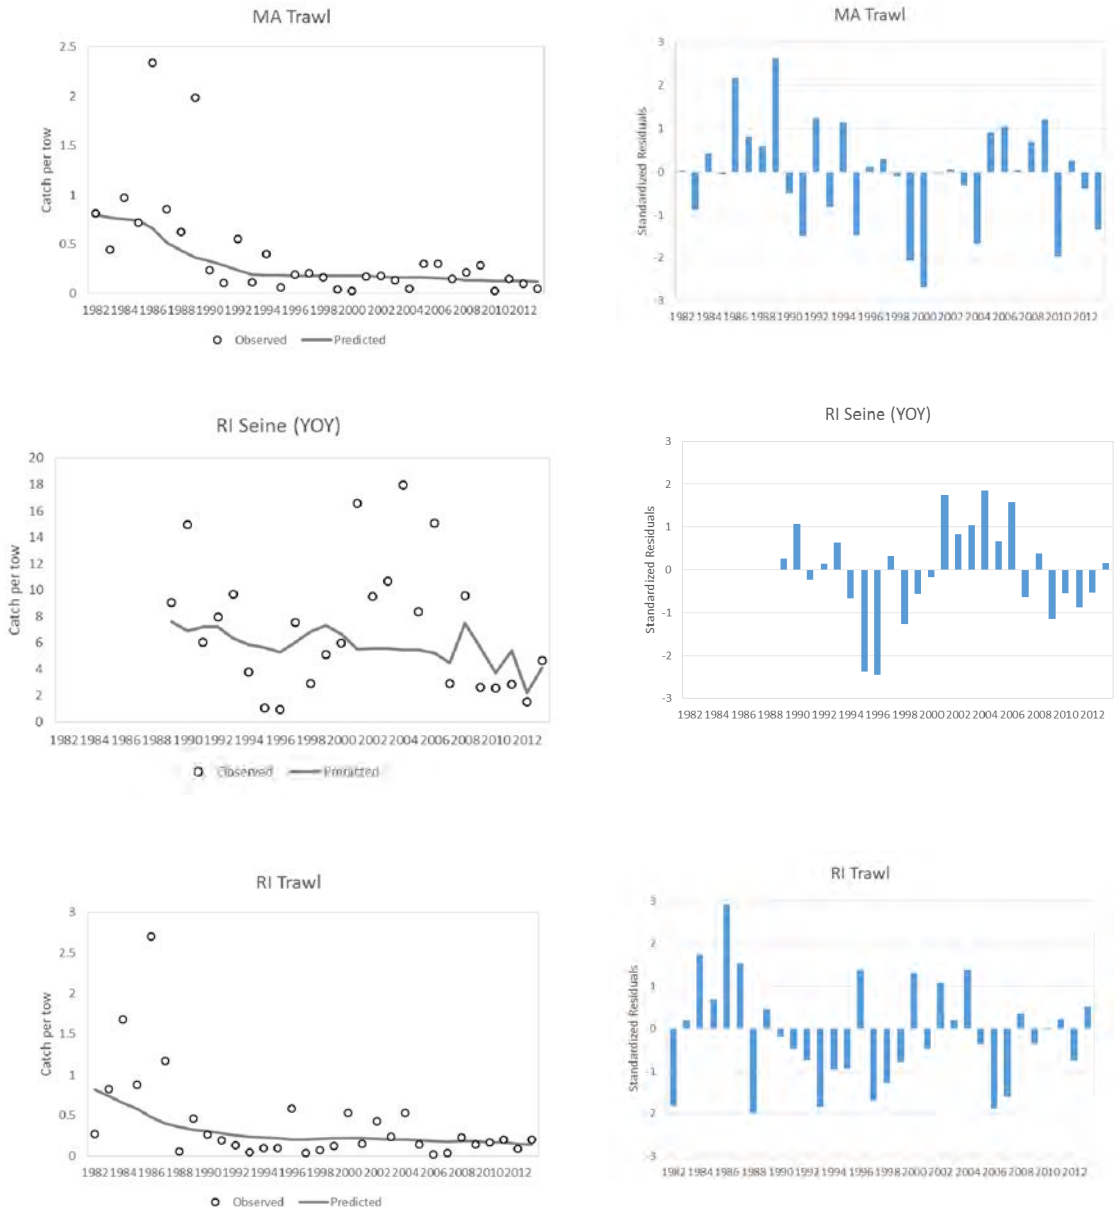 MA Trawl
2.5
2
1.5
1
0.5
0
Catch per tow
1982 1984 1986 1988 1990 1992 1994 1996 1998 2000 2002 2004 2006 2008 2010 2012
Observed Predicted
MA Trawl
3
2
1
0
-1
-2
-3
Standardized Residuals
1982 1984 1986 1988 1990 1992 1994 1996 1998 2000 2002 2004 2006 2008 2010 2012
RI Seine (YOY)
20
18
16
14
12
10
8
6
4
2
0
Catch per tow
1982 1984 1986 1988 1990 1992 1994 1996 1998 2000 2002 2004 2006 2008 2010 2012
Observed Predicted
RI Seine (YOY)
3
2
1
0
-1
-2
-3
Standardized Residuals
1982 1984 1986 1988 1990 1992 1994 1996 1998 2000 2002 2004 2006 2008 2010 2012
RI Trawl
3
2.5
2
1.5
1
0.5
0
Catch per tow
1982 1984 1986 1988 1990 1992 1994 1996 1998 2000 2002 2004 2006 2008 2010 2012
Observed Predicted
RI Trawl
3
2
1
0
-1
-2
-3
Standardized Residuals
1982 1984 1986 1988 1990 1992 1994 1996 1998 2000 2002 2004 2006 2008 2010 2012